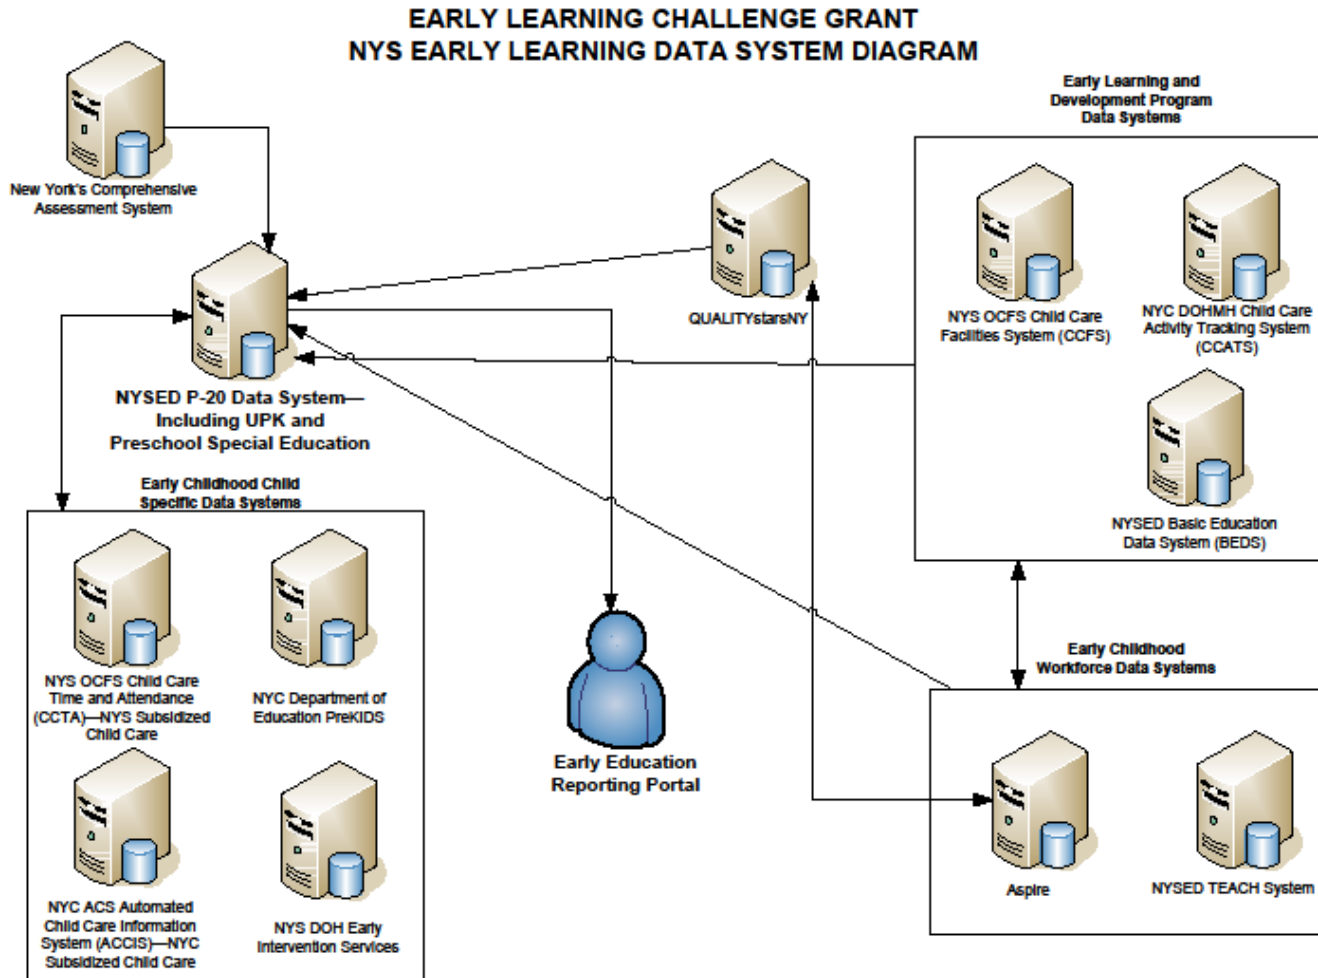 EARLY LEARNING CHALLENGE GRANT
NYS EARLY LEARNING DATA SYSTEM DIAGRAM
New York's Comprehensive
Assessment System
QUALITYstarsNY
Early Learning and
Development Program
Data Systems
NYS OCFS Child Care
Facilities System (CCFS)
NYC DOHMH Child Care
Activity Tracking System
(CCATS)
NYSED Basic Education
Data System (BEDS)
NYSED P-20 Data System—
Including UPK and
Preschool Special Education
Early Childhood Child
Specific Data Systems
NYS OCFS Child Care
Time and Attendance
(CCTA)—NYS Subsidized
Child Care
NYC Department of
Education PreKIDS
NYC ACS Automated
Child Care Information
System (ACCIS)—NYC
Subsidized Child Care
NYS DOH Early
Intervention Services
Early Education
Reporting Portal
Early Childhood
Workforce Data Systems
Aspire
NYSED TEACH System